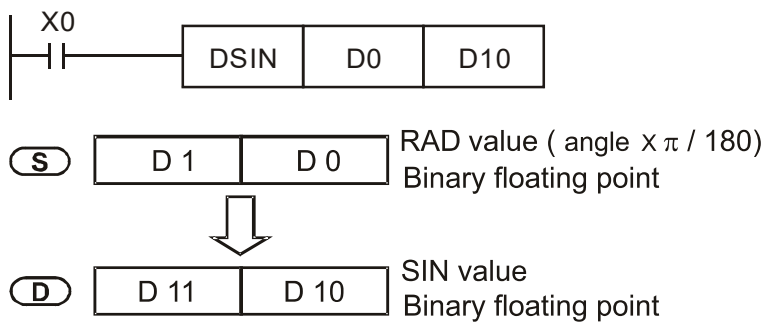 X0
DSIN D0 D10
S D 1 D 0 RAD value ( angle x π / 180)
Binary floating point
D D 11 D 10 SIN value
Binary floating point